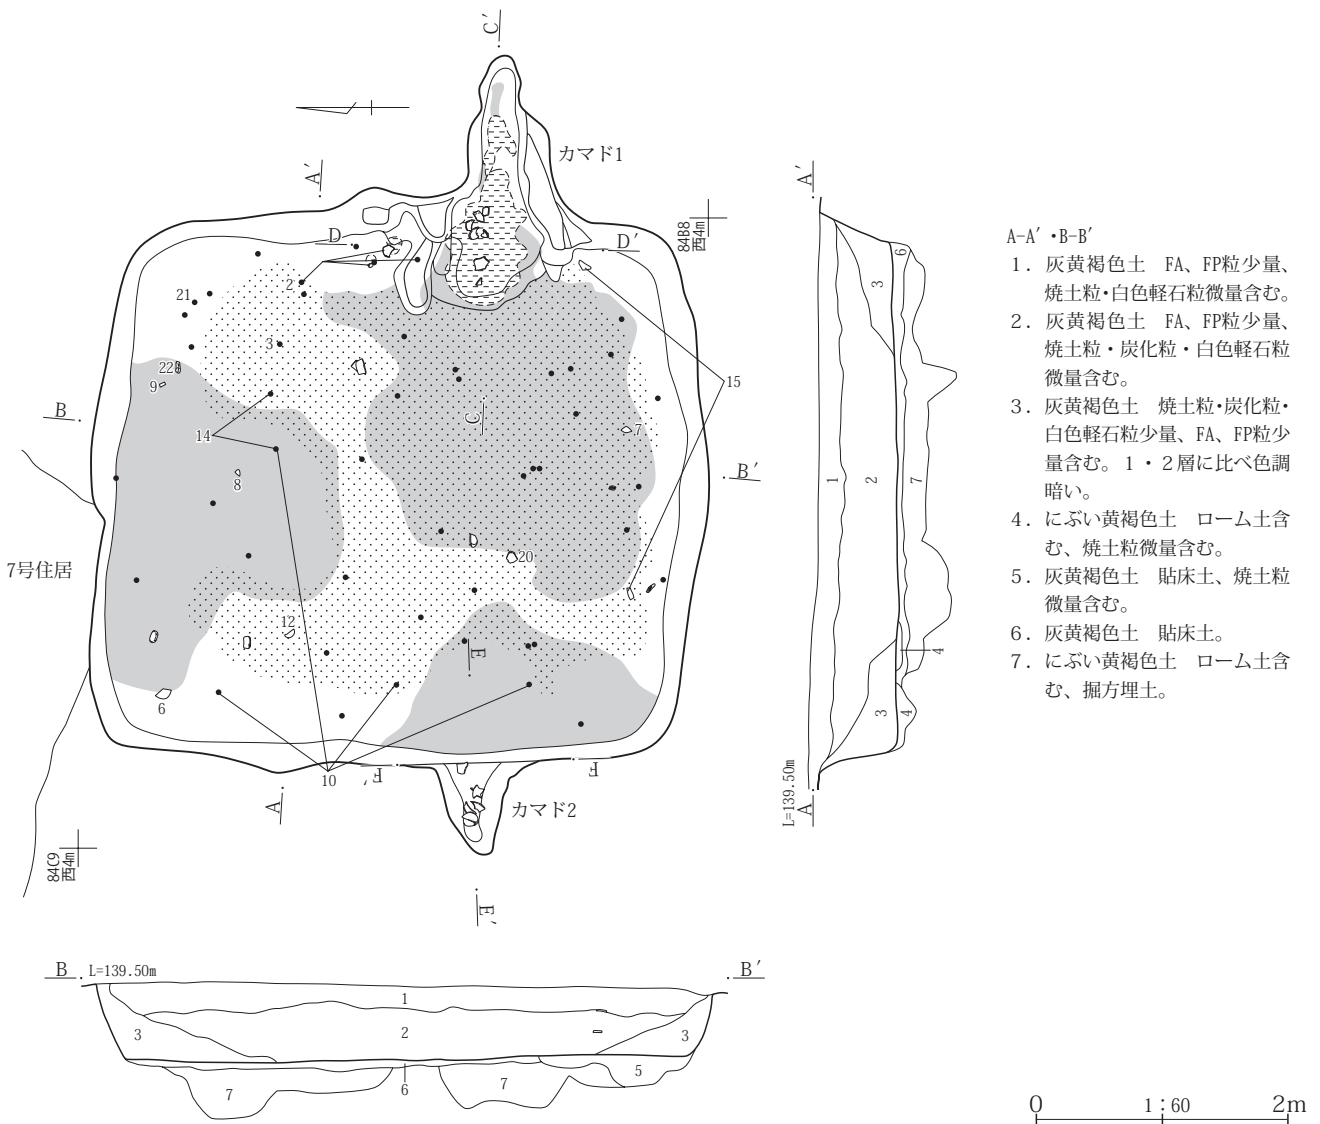 C′
カマド1
A′
A′
D
D′
84B8
西4m
2
21
3
22
9
15
B
14
C
7
8
B′
20
7号住居
12
E
6
10
F′
F
A
カマド2
84C9
西4m
E′
6
3
1
2
7
4
3
4
L=139.50m
A
A-A′・B-B′
1. 灰黄褐色土　FA、FP粒少量、
焼土粒・白色軽石粒微量含む。
2. 灰黄褐色土　FA、FP粒少量、
焼土粒・炭化粒・白色軽石粒
微量含む。
3. 灰黄褐色土　焼土粒・炭化粒・
白色軽石粒少量、FA、FP粒少
量含む。１・２層に比べ色調
暗い。
4. にぶい黄褐色土　ローム土含
む、焼土粒微量含む。
5. 灰黄褐色土　貼床土、焼土粒
微量含む。
6. 灰黄褐色土　貼床土。
7. にぶい黄褐色土　ローム土含
む、掘方埋土。
B L=139.50m B′
1
3 2 3
7 6 7 5
0 1：60 2m